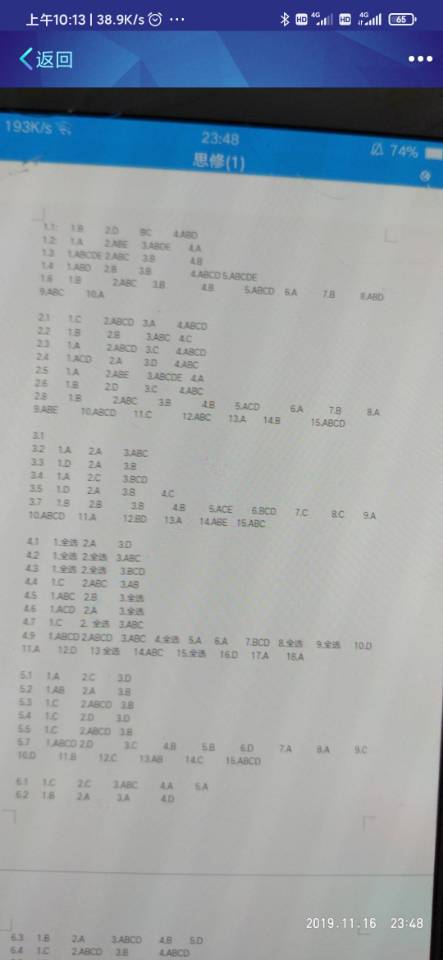 上午10:13 | 38.9K/s ··· HD 4G HD 4G 65
返回 •••
193K/s 23:48 74%
思修(1)
1.1: 1.B 2.D BC 4.ABD
1.2: 1.A 2.ABE 3.ABDE 4.A
1.3 1.ABCDE 2.ABC 3.B 4.B
1.4 1.ABD 2.B 3.B 4.ABCD 5.ABCDE
1.6 1.B 2.ABC 3.B 4.B 5.ABCD 6.A 7.B 8.ABD
9.ABC 10.A
2.1 1.C 2.ABCD 3.A 4.ABCD
2.2 1.B 2.B 3.ABC 4.C
2.3 1.A 2.ABCD 3.C 4.ABCD
2.4 1.ACD 2.A 3.D 4.ABC
2.5 1.A 2.ABE 3.ABCDE 4.A
2.6 1.B 2.D 3.C 4.ABC
2.8 1.B 2.ABC 3.B 4.B 5.ACD 6.A 7.B 8.A
9.ABE 10.ABCD 11.C 12.ABC 13.A 14.B 15.ABCD
3.1
3.2 1.A 2.A 3.ABC
3.3 1.D 2.A 3.B
3.4 1.A 2.C 3.BCD
3.5 1.D 2.A 3.B 4.C
3.7 1.B 2.B 3.B 4.B 5.ACE 6.BCD 7.C 8.C 9.A
10.ABCD 11.A 12.BD 13.A 14.ABE 15.ABC
4.1 1.全选 2.A 3.D
4.2 1.全选 2.全选 3.ABC
4.3 1.全选 2.全选 3.BCD
4.4 1.C 2.ABC 3.AB
4.5 1.ABC 2.B 3.全选
4.6 1.ACD 2.A 3.全选
4.7 1.C 2. 全选 3.ABC
4.9 1.ABCD 2.ABCD 3.ABC 4.全选 5.A 6.A 7.BCD 8.全选 9.全选 10.D
11.A 12.D 13 全选 14.ABC 15.全选 16.D 17.A 18.A
5.1 1.A 2.C 3.D
5.2 1.AB 2.A 3.B
5.3 1.C 2.ABCD 3.B
5.4 1.C 2.D 3.D
5.5 1.C 2.ABCD 3.B
5.7 1.ABCD 2.D 3.C 4.B 5.B 6.D 7.A 8.A 9.C
10.D 11.B 12.C 13.AB 14.C 15.ABCD
6.1 1.C 2.C 3.ABC 4.A 5.A
6.2 1.B 2.A 3.A 4.D
2019.11.16 23:48
6.3 1.B 2.A 3.ABCD 4.B 5.D
6.4 1.C 2.ABCD 3.B 4.ABCD